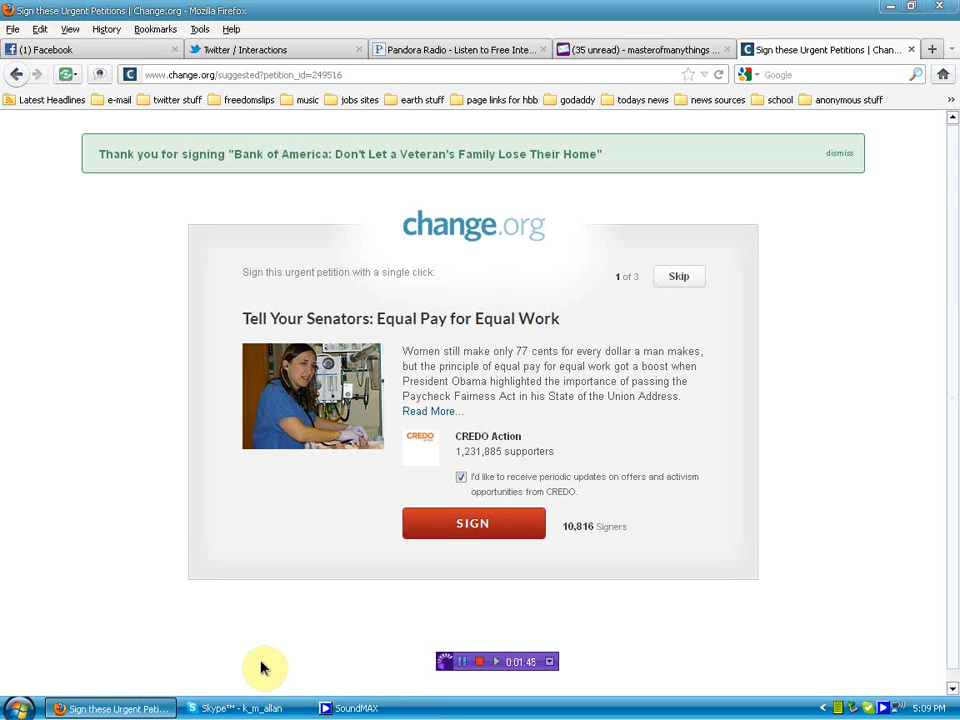 Sign these Urgent Petitions | Change.org - Mozilla Firefox
File Edit View History Bookmarks Tools Help
(1) Facebook
Twitter / Interactions
Pandora Radio - Listen to Free Inte...
(35 unread) - masterofmanythings ...
Sign these Urgent Petitions | Chan...
www.change.org/suggested?petition_id=249516
Google
Latest Headlines e-mail twitter stuff freedomslips music jobs sites earth stuff page links for hbb godaddy todays news news sources school anonymous stuff
Thank you for signing "Bank of America: Don't Let a Veteran's Family Lose Their Home"
dismiss
change.org
Sign this urgent petition with a single click:
1 of 3
Skip
Tell Your Senators: Equal Pay for Equal Work
Women still make only 77 cents for every dollar a man makes,
but the principle of equal pay for equal work got a boost when
President Obama highlighted the importance of passing the
Paycheck Fairness Act in his State of the Union Address.
Read More...
CREDO
CREDO Action
1,231,885 supporters
I'd like to receive periodic updates on offers and activism
opportunities from CREDO.
SIGN
10,816 Signers
0:01:45
Sign these Urgent Peti...
Skype™ - k_m_allan
SoundMAX
5:09 PM